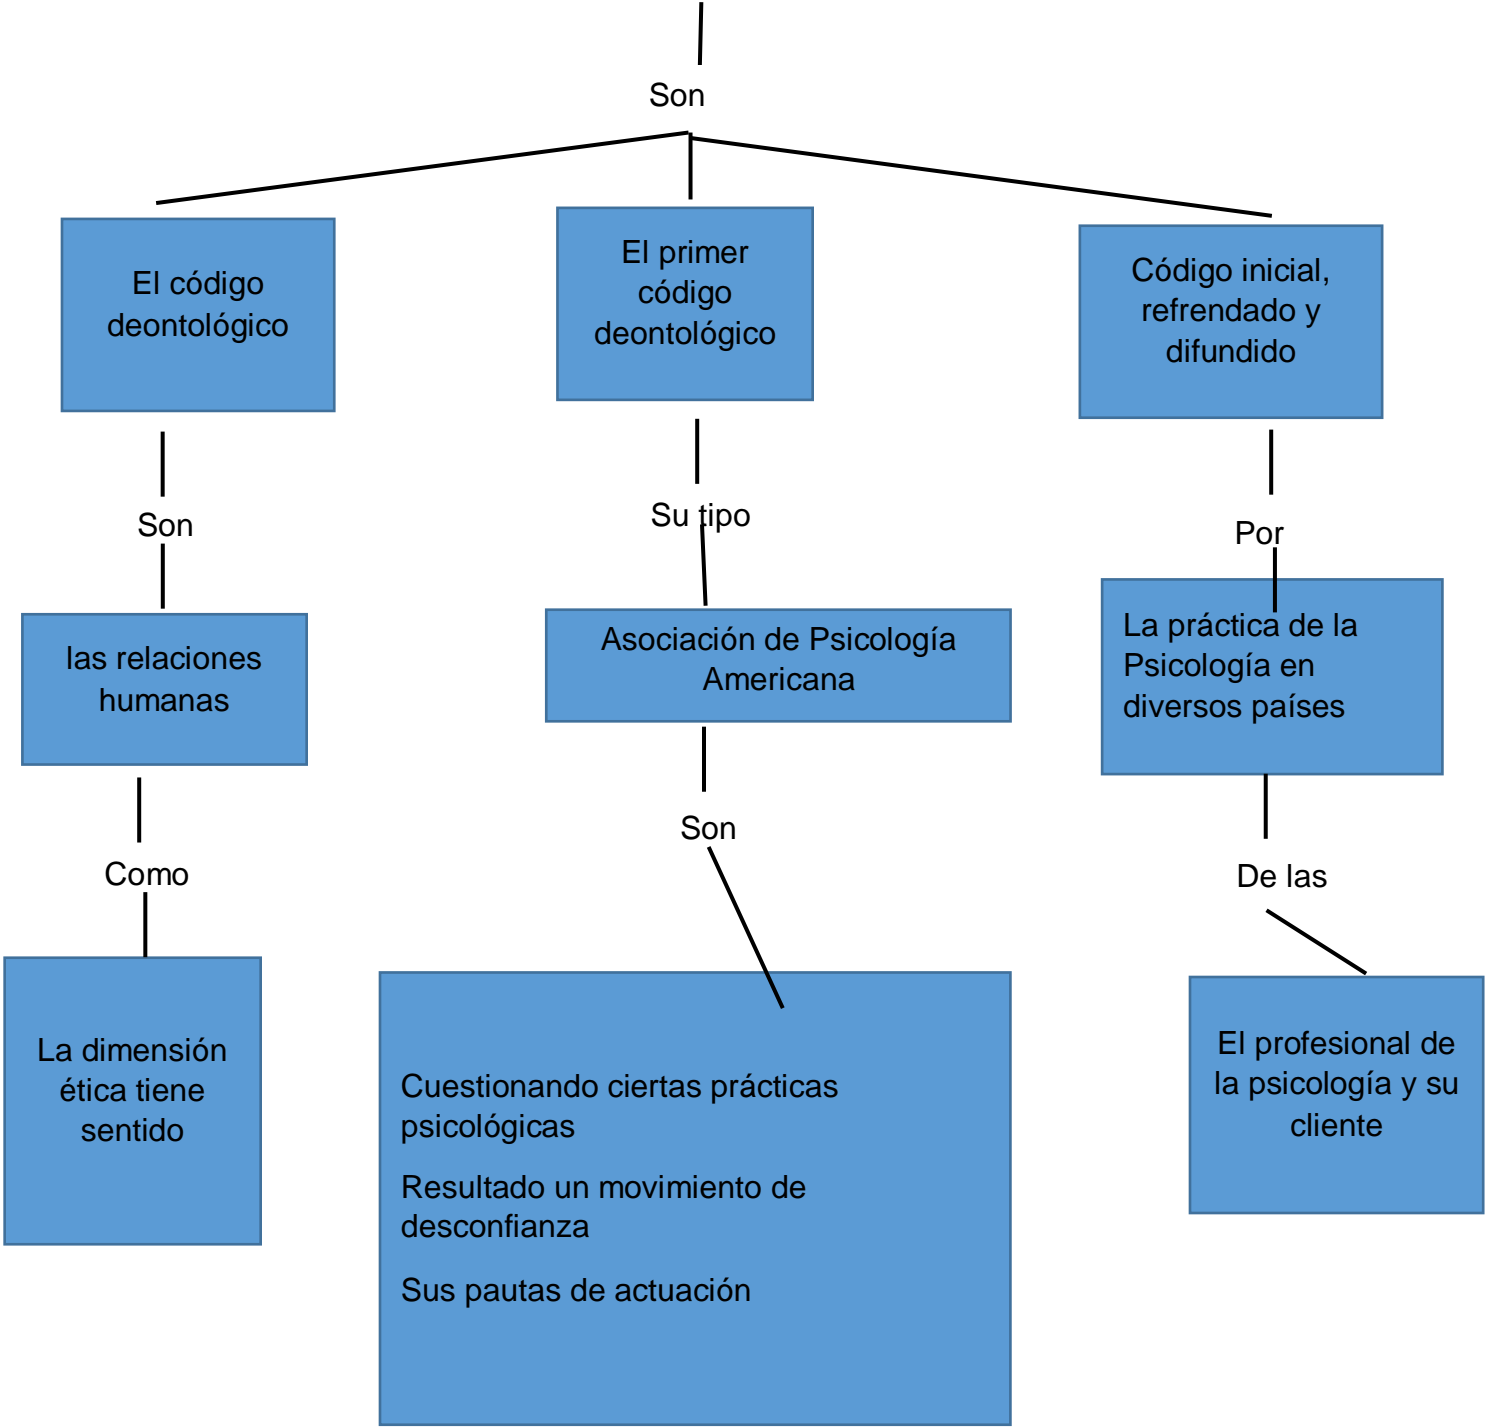 Son
El código
deontológico
El primer
código
deontológico
Código inicial,
refrendado y
difundido
Son
Su tipo
Por
las relaciones
humanas
Asociación de Psicología
Americana
La práctica de la
Psicología en
diversos países
Como
Son
De las
La dimensión
ética tiene
sentido
Cuestionando ciertas prácticas
psicológicas
Resultado un movimiento de
desconfianza
Sus pautas de actuación
El profesional de
la psicología y su
cliente